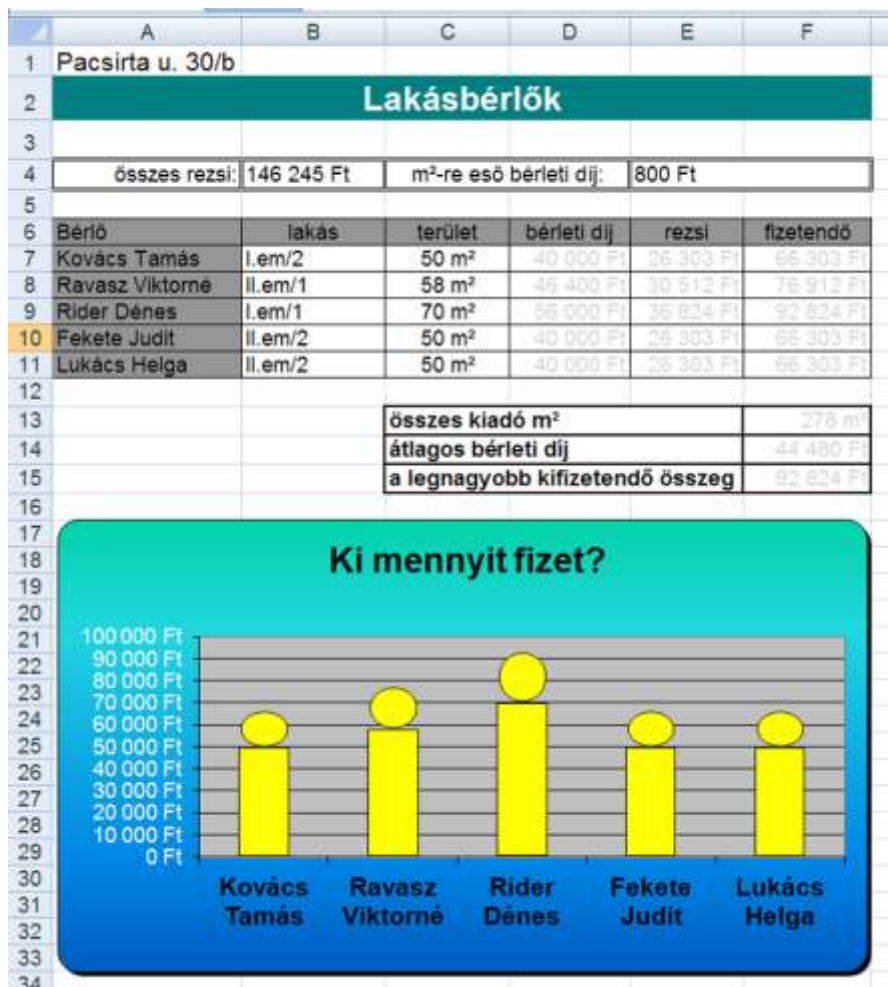 A B C D E F
1 Pacsirta u. 30/b
2 Lakásbérlők
3
4 összes rezsi: 146 245 Ft m²-re eső bérleti díj: 800 Ft
5
6 Bérlő lakás terület bérleti díj rezsi fizetendő
7 Kovács Tamás I.em/2 50 m² 40 000 Ft 26 303 Ft 66 303 Ft
8 Ravasz Viktorné II.em/1 58 m² 46 400 Ft 30 512 Ft 76 912 Ft
9 Rider Dénes I.em/1 70 m² 56 000 Ft 36 824 Ft 92 824 Ft
10 Fekete Judit II.em/2 50 m² 40 000 Ft 26 303 Ft 66 303 Ft
11 Lukács Helga II.em/2 50 m² 40 000 Ft 26 303 Ft 66 303 Ft
12
13 összes kiadó m² 278 m²
14 átlagos bérleti díj 44 480 Ft
15 a legnagyobb kifizetendő összeg 92 824 Ft
16
17
18 Ki mennyit fizet?
19
20
21 100 000 Ft
22 90 000 Ft
23 80 000 Ft
70 000 Ft
24 60 000 Ft
25 50 000 Ft
26 40 000 Ft
27 30 000 Ft
20 000 Ft
28 10 000 Ft
29 0 Ft
30 Kovács Ravasz Rider Fekete Lukács
31 Tamás Viktorné Dénes Judit Helga
32
33
34